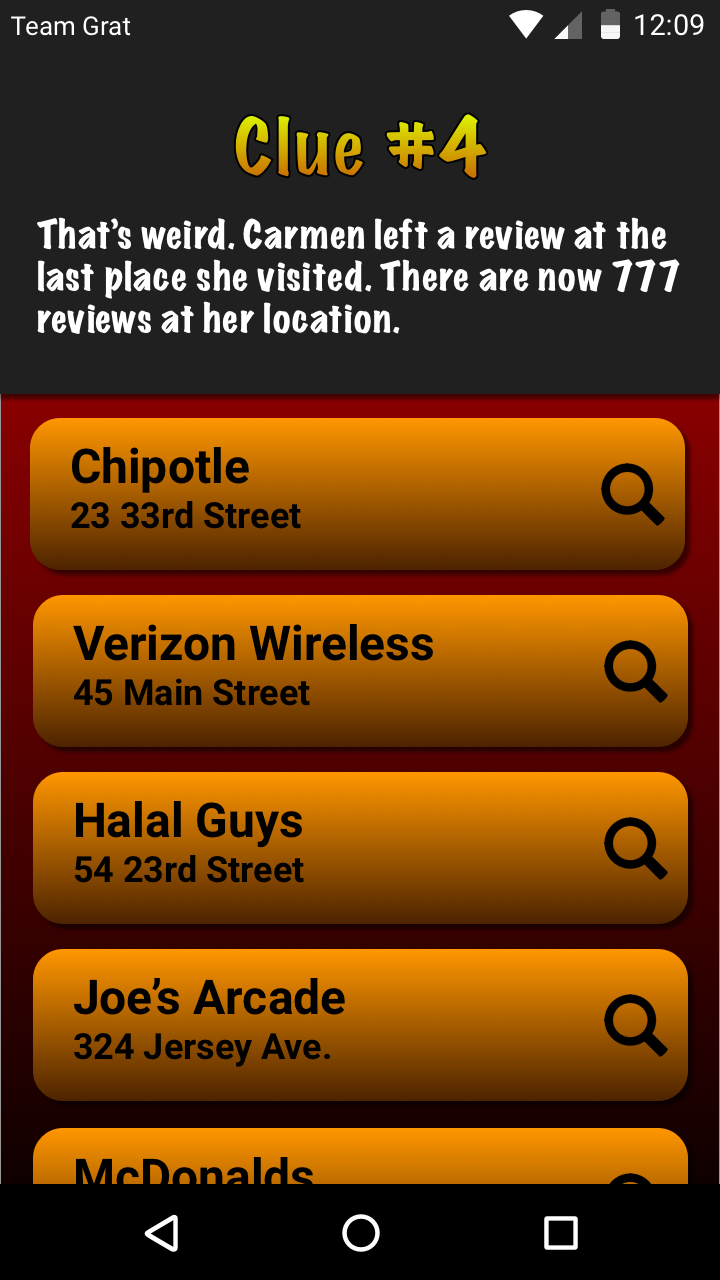 Team Grat 12:09
Clue #4
That's weird. Carmen left a review at the
last place she visited. There are now 777
reviews at her location.
Chipotle
23 33rd Street
Verizon Wireless
45 Main Street
Halal Guys
54 23rd Street
Joe's Arcade
324 Jersey Ave.
McDonalds